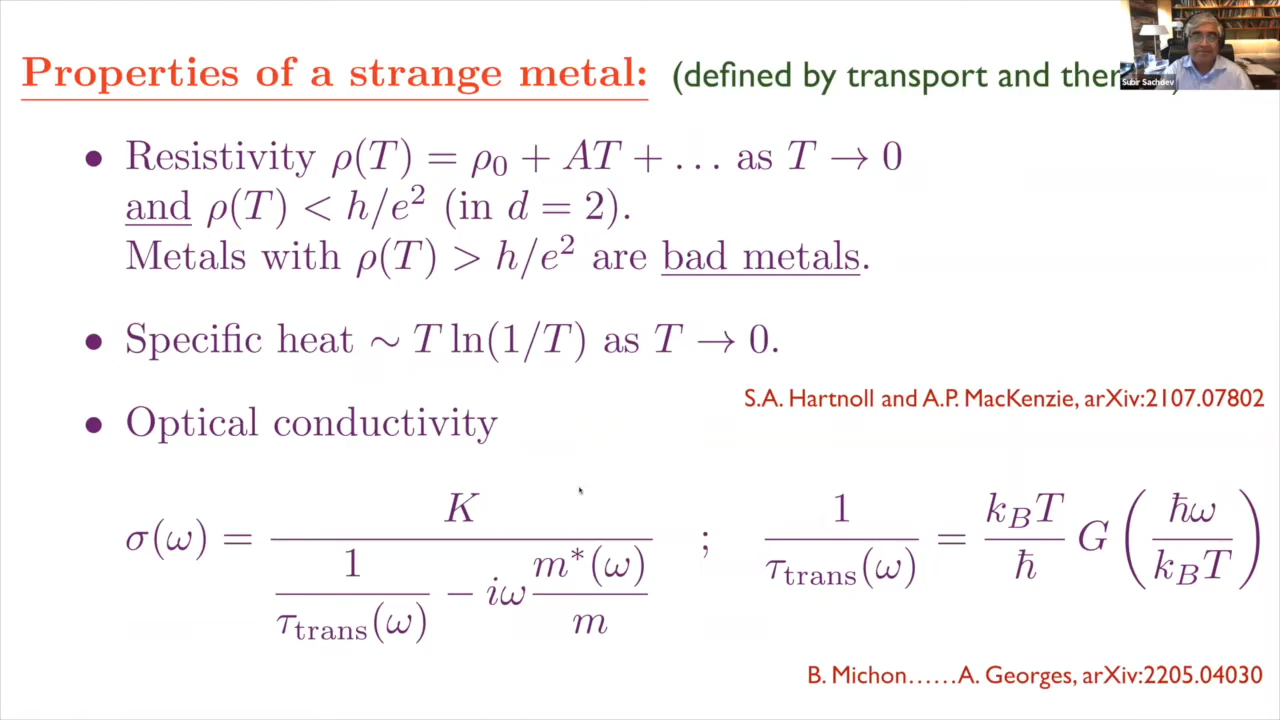 Properties of a strange metal: (defined by transport and
Subir Sachdev
• Resistivity ρ(T) = ρ₀ + AT + … as T → 0
and ρ(T) < h/e² (in d = 2).
Metals with ρ(T) > h/e² are bad metals.
• Specific heat ∼ T ln(1/T) as T → 0.
S.A. Hartnoll and A.P. MacKenzie, arXiv:2107.07802
• Optical conductivity
σ(ω) = K / (1/τ_trans(ω) − iω m*(ω)/m) ; 1/τ_trans(ω) = k_B T/ħ G(ħω/k_B T)
B. Michon……A. Georges, arXiv:2205.04030